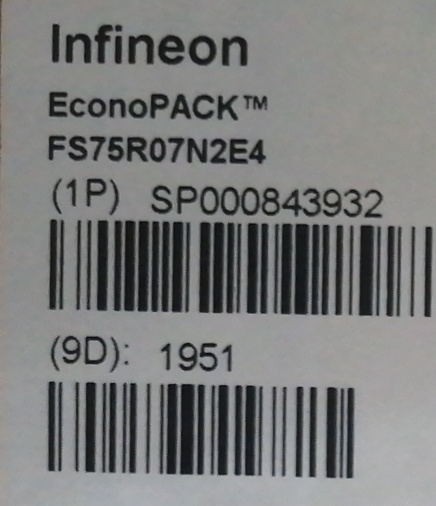 Infineon
EconoPACK™
FS75R07N2E4
(1P) SP000843932
(9D): 1951